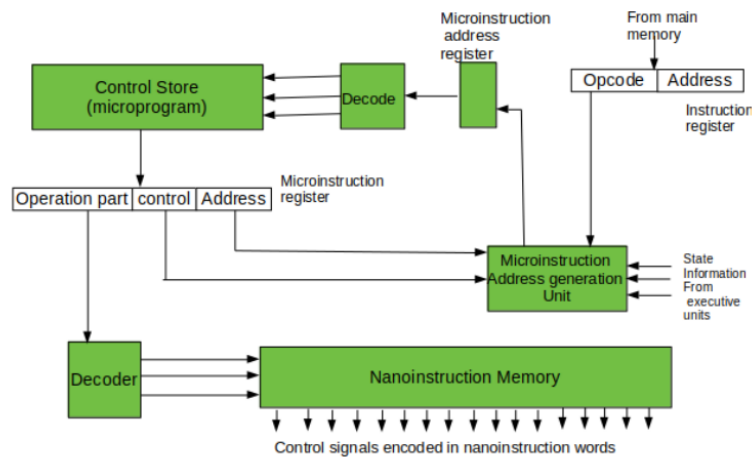 Microinstruction
address
register
From main
memory
Control Store
(microprogram)
Decode
Opcode
Address
Instruction
register
Operation part
control
Address
Microinstruction
register
Microinstruction
Address generation
Unit
State
Information
From
executive
units
Decoder
Nanoinstruction Memory
Control signals encoded in nanoinstruction words